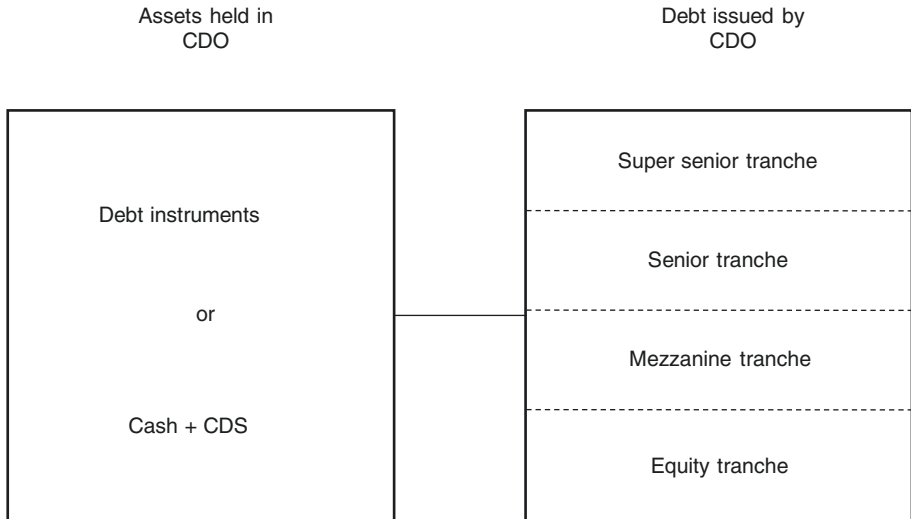 Assets held in
CDO
Debt issued by
CDO
Debt instruments
or
Cash + CDS
Super senior tranche
Senior tranche
Mezzanine tranche
Equity tranche